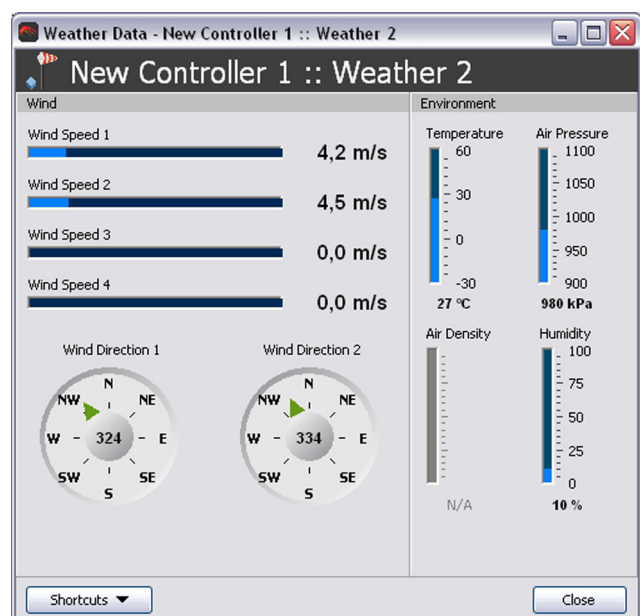 Weather Data - New Controller 1 :: Weather 2
New Controller 1 :: Weather 2
Wind
Wind Speed 1
4,2 m/s
Wind Speed 2
4,5 m/s
Wind Speed 3
0,0 m/s
Wind Speed 4
0,0 m/s
Wind Direction 1
N
NW NE
W 324 E
SW SE
S
Wind Direction 2
N
NW NE
W 334 E
SW SE
S
Environment
Temperature
60
30
0
-30
27 °C
Air Pressure
1100
1050
1000
950
900
980 kPa
Air Density
N/A
Humidity
100
75
50
25
0
10 %
Shortcuts
Close